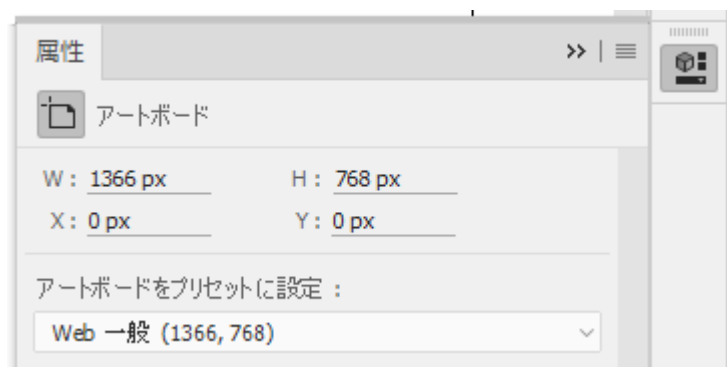 属性
アートボード
W: 1366 px H: 768 px
X: 0 px Y: 0 px
アートボードをプリセットに設定：
Web 一般 (1366, 768)